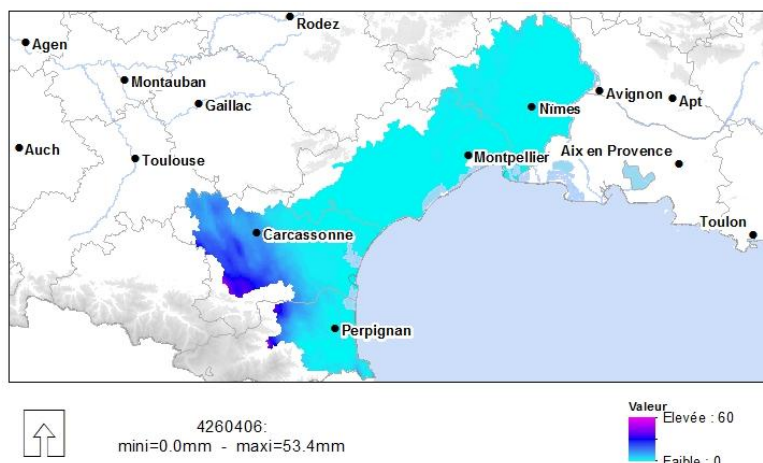 Rodez
Agen
Montauban
Gaillac
Avignon
Apt
Nîmes
Auch
Toulouse
Montpellier
Aix en Provence
Carcassonne
Toulon
Perpignan
4260406:
mini=0.0mm - maxi=53.4mm
Valeur
Elevée : 60
Faible : 0